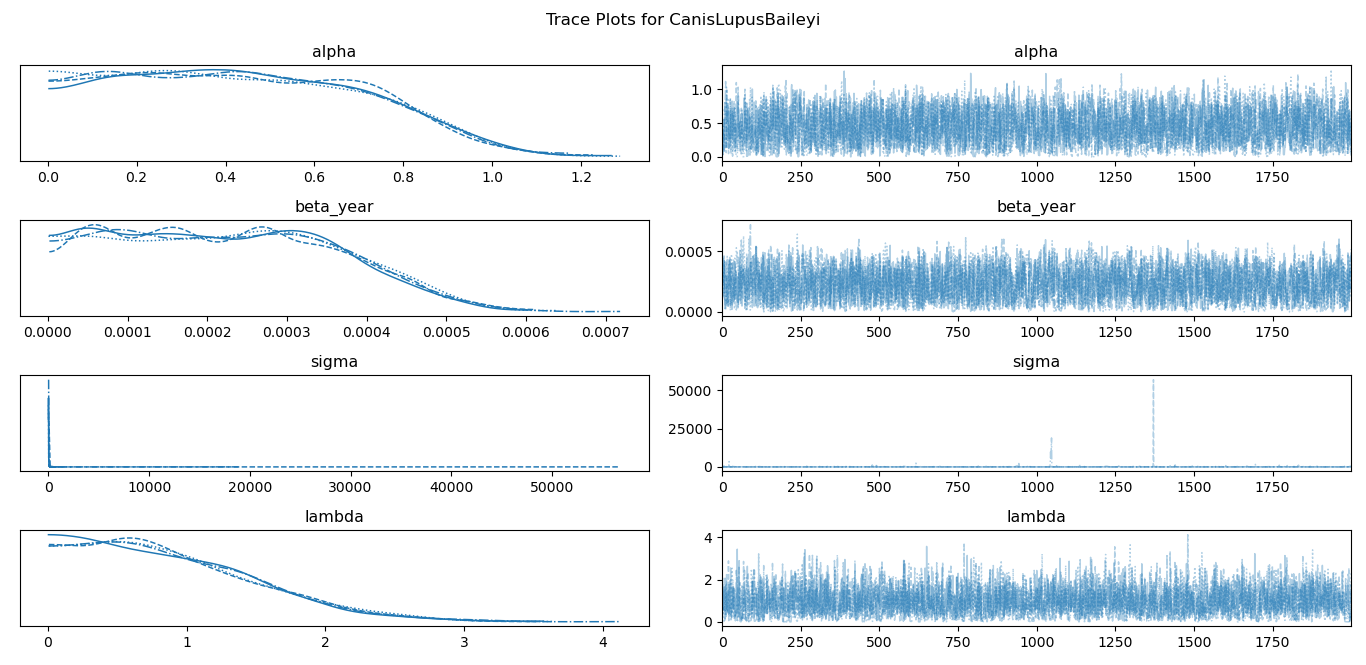 Trace Plots for CanisLupusBaileyi
alpha
0.0 0.2 0.4 0.6 0.8 1.0 1.2
alpha
1.0
0.5
0.0
0 250 500 750 1000 1250 1500 1750
beta_year
0.0000 0.0001 0.0002 0.0003 0.0004 0.0005 0.0006 0.0007
beta_year
0.0005
0.0000
0 250 500 750 1000 1250 1500 1750
sigma
0 10000 20000 30000 40000 50000
sigma
50000
25000
0
0 250 500 750 1000 1250 1500 1750
lambda
0 1 2 3 4
lambda
4
2
0
0 250 500 750 1000 1250 1500 1750